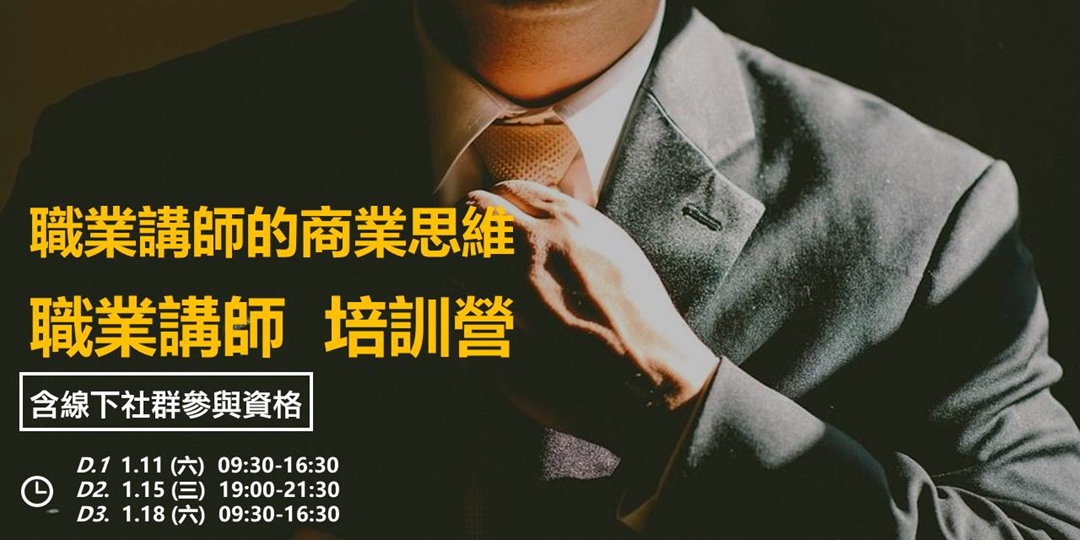 職業講師的商業思維
職業講師 培訓營
含線下社群參與資格
D.1 1.11 (六) 09:30-16:30
D2. 1.15 (三) 19:00-21:30
D3. 1.18 (六) 09:30-16:30